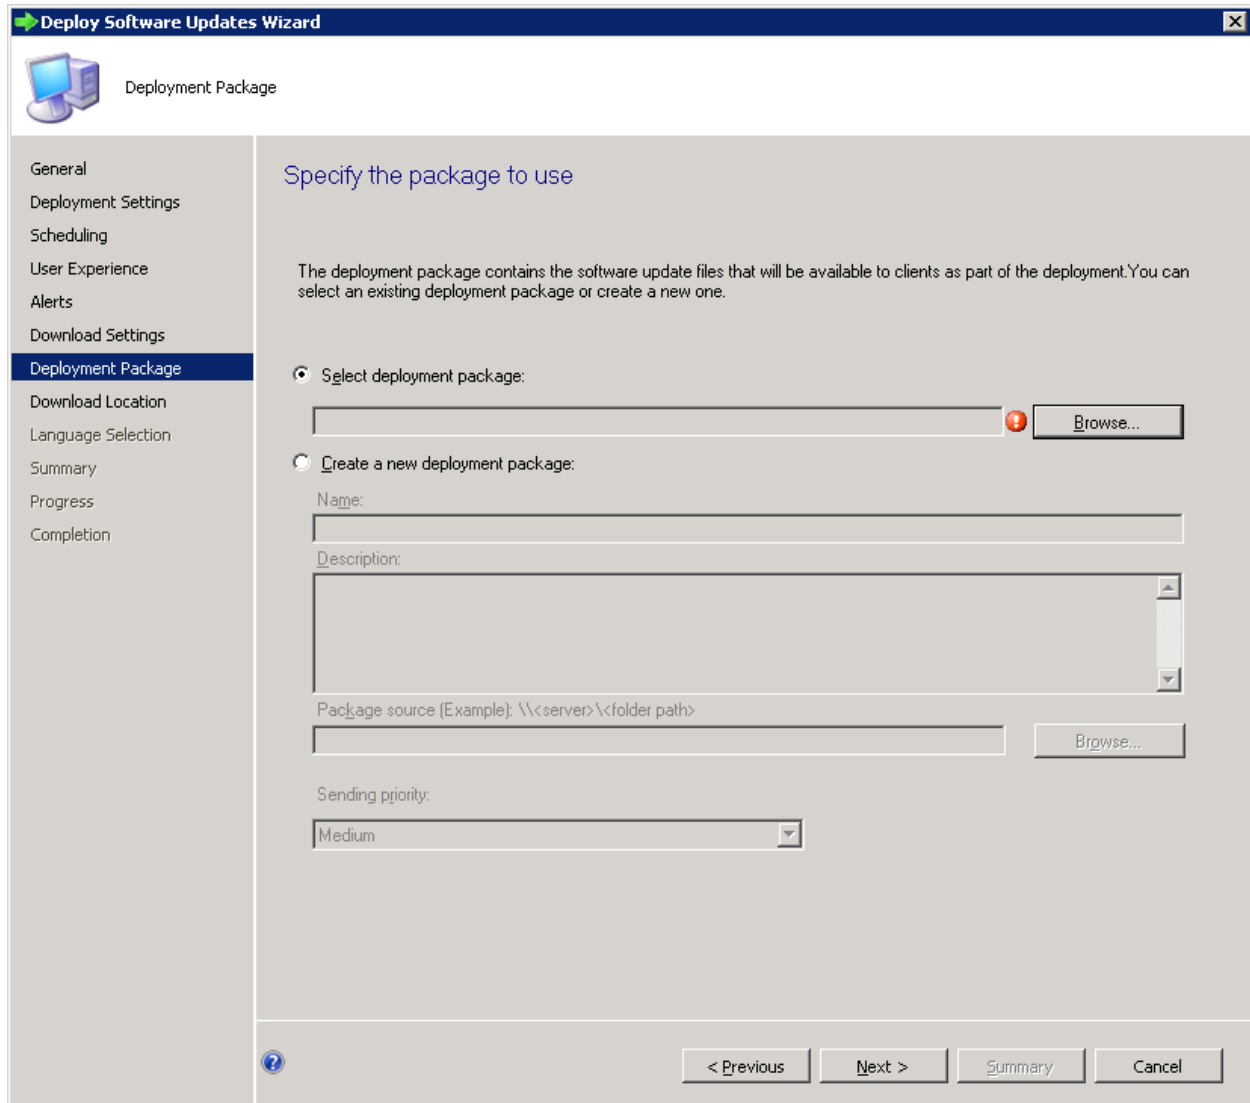 Deploy Software Updates Wizard
Deployment Package
General
Deployment Settings
Scheduling
User Experience
Alerts
Download Settings
Deployment Package
Download Location
Language Selection
Summary
Progress
Completion
Specify the package to use
The deployment package contains the software update files that will be available to clients as part of the deployment.You can
select an existing deployment package or create a new one.
Select deployment package:
Browse...
Create a new deployment package:
Name:
Description:
Package source (Example): \\<server>\<folder path>
Browse...
Sending priority:
Medium
< Previous
Next >
Summary
Cancel